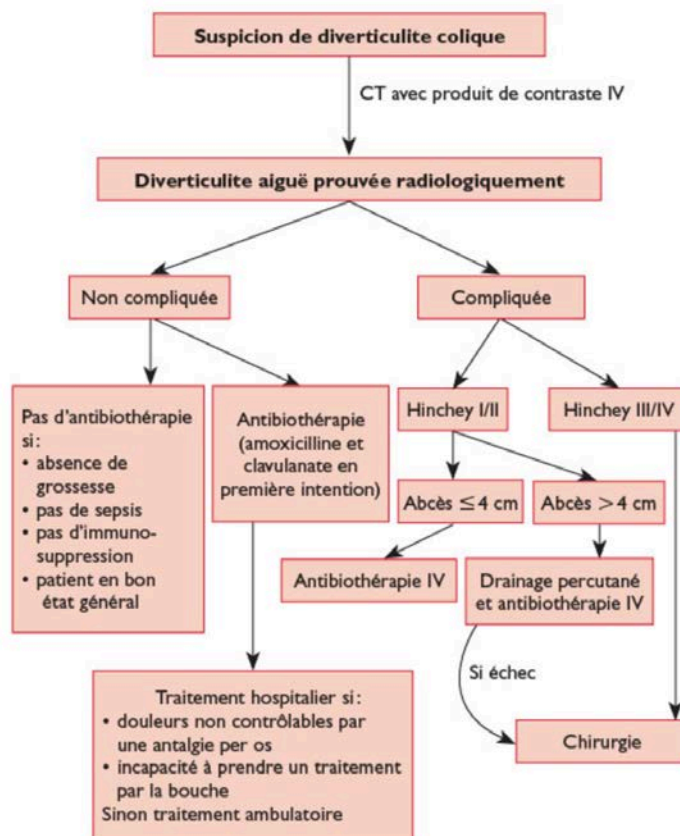 Suspicion de diverticulite colique
CT avec produit de contraste IV
Diverticulite aiguë prouvée radiologiquement
Non compliquée
Compliquée
Pas d'antibiothérapie
si :
• absence de
grossesse
• pas de sepsis
• pas d'immuno-
suppression
• patient en bon
état général
Antibiothérapie
(amoxicilline et
clavulanate en
première intention)
Hinchey I/II
Hinchey III/IV
Abcès ≤ 4 cm
Abcès > 4 cm
Antibiothérapie IV
Drainage percutané
et antibiothérapie IV
Si échec
Traitement hospitalier si :
• douleurs non contrôlables par
une antalgie per os
• incapacité à prendre un traitement
par la bouche
Sinon traitement ambulatoire
Chirurgie